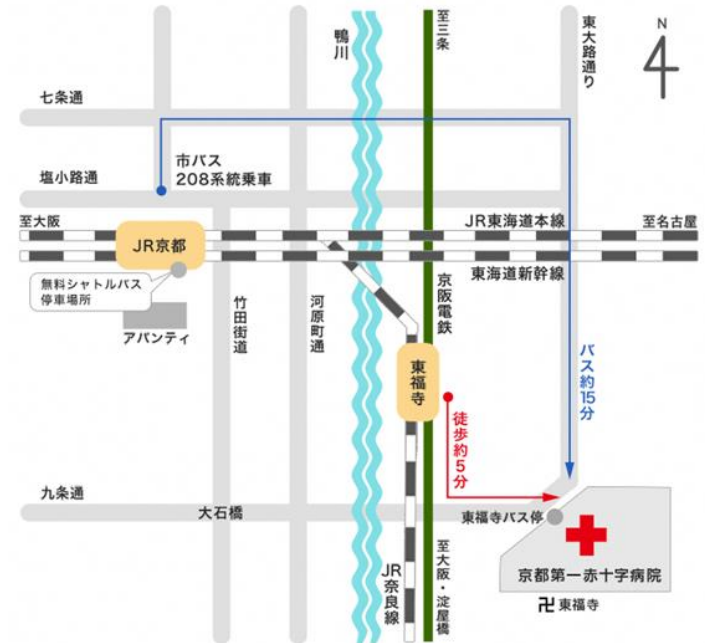 至三条
鴨川
東大路通り
N
七条通
市バス
208系統乗車
塩小路通
至大阪
JR東海道本線
至名古屋
JR京都
東海道新幹線
無料シャトルバス
停車場所
アバンティ
竹田街道
河原町通
京阪電鉄
東福寺
バス約15分
徒歩約5分
九条通
大石橋
東福寺バス停
京都第一赤十字病院
卍東福寺
JR奈良線
至大阪・淀屋橋